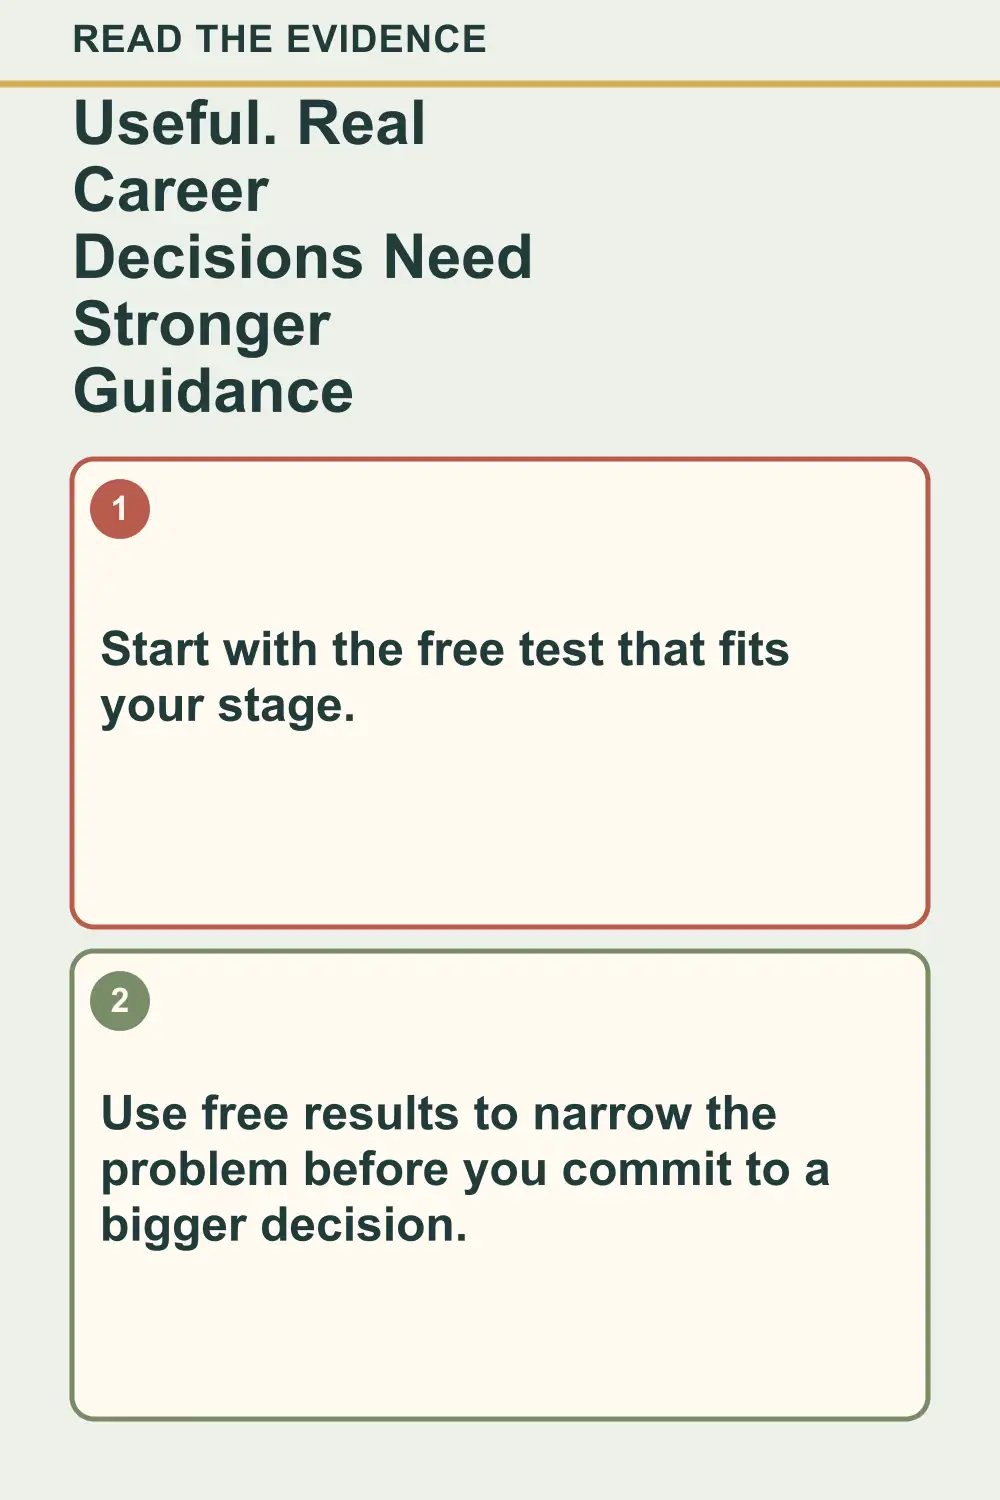 READ THE EVIDENCE
Useful. Real
Career
Decisions Need
Stronger
Guidance
1
Start with the free test that fits
your stage.
2
Use free results to narrow the
problem before you commit to a
bigger decision.